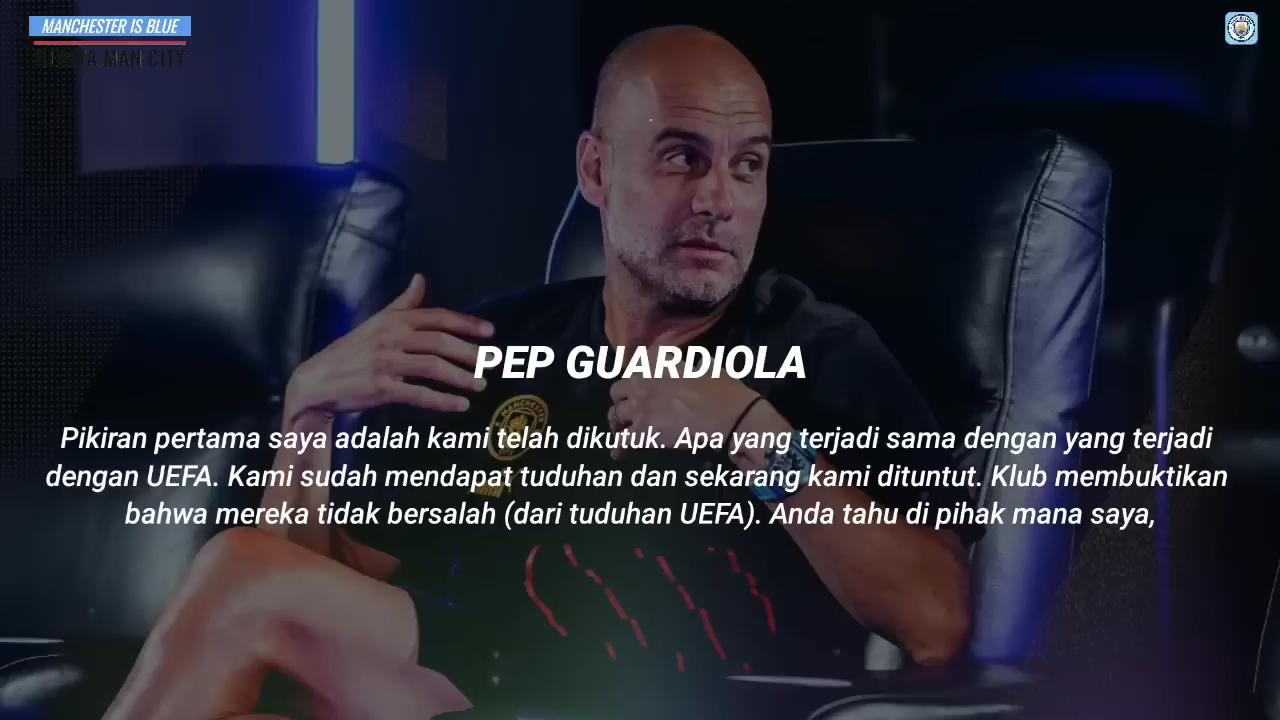 MANCHESTER IS BLUE
MAN CITY
PEP GUARDIOLA
Pikiran pertama saya adalah kami telah dikutuk. Apa yang terjadi sama dengan yang terjadi
dengan UEFA. Kami sudah mendapat tuduhan dan sekarang kami dituntut. Klub membuktikan
bahwa mereka tidak bersalah (dari tuduhan UEFA). Anda tahu di pihak mana saya,
MANCHESTER